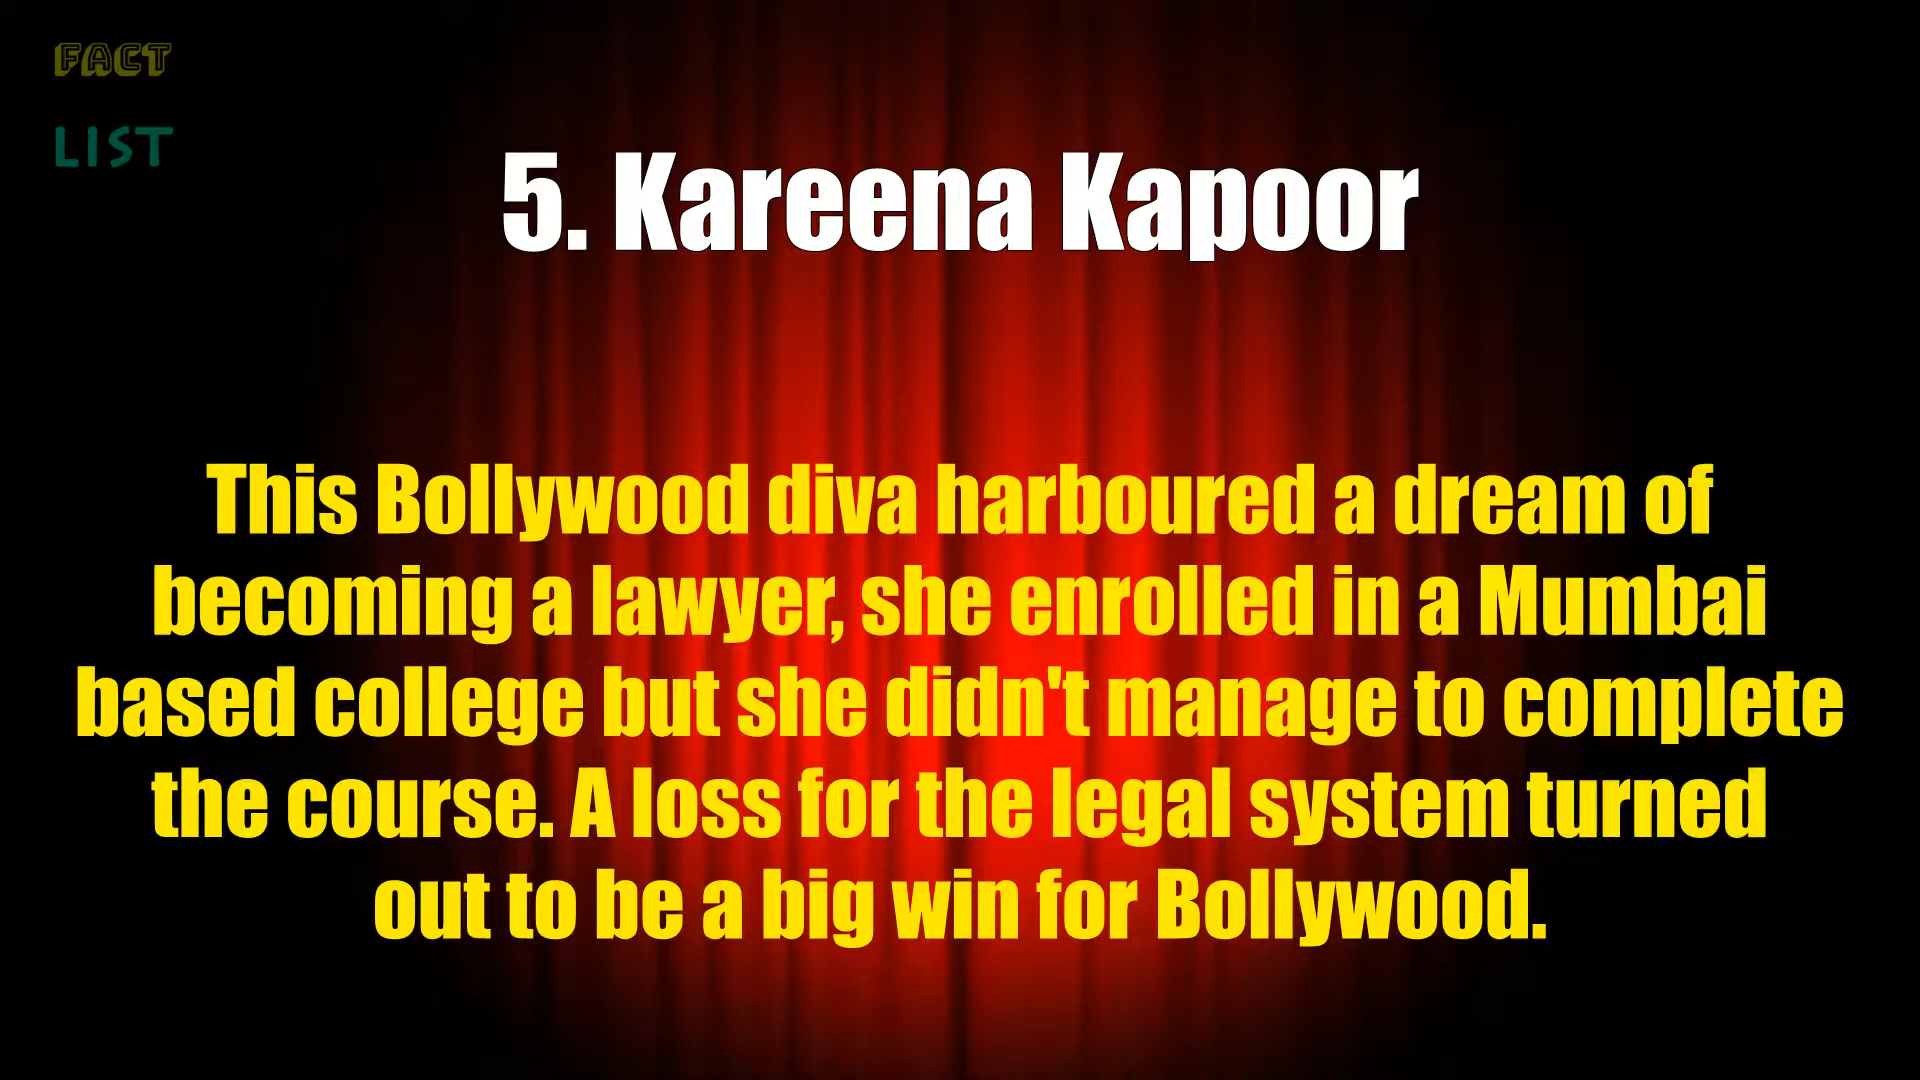 FACT
LIST
5. Kareena Kapoor
This Bollywood diva harboured a dream of
becoming a lawyer, she enrolled in a Mumbai
based college but she didn't manage to complete
the course. A loss for the legal system turned
out to be a big win for Bollywood.